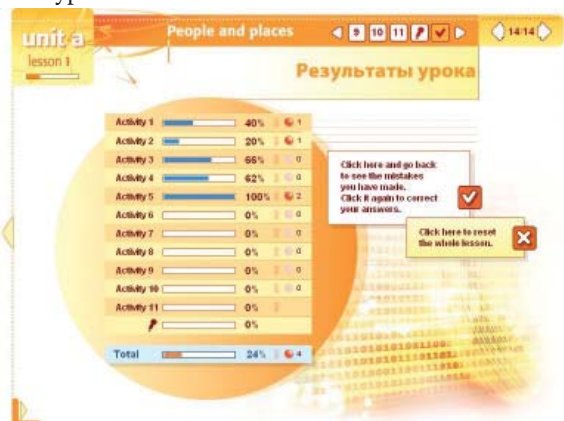 unit a
People and places
9 10 11
14/14
lesson 1
Результаты урока
Activity 1 40% 1
Activity 2 20% 1
Activity 3 66% 0
Activity 4 62% 0
Activity 5 100% 2
Activity 6 0% 0
Activity 7 0% 0
Activity 8 0% 0
Activity 9 0% 0
Activity 10 0% 0
Activity 11 0%
0%
Total 24% 4
Click here and go back
to see the mistakes
you have made.
Click it again to correct
your answers.
Click here to reset
the whole lesson.